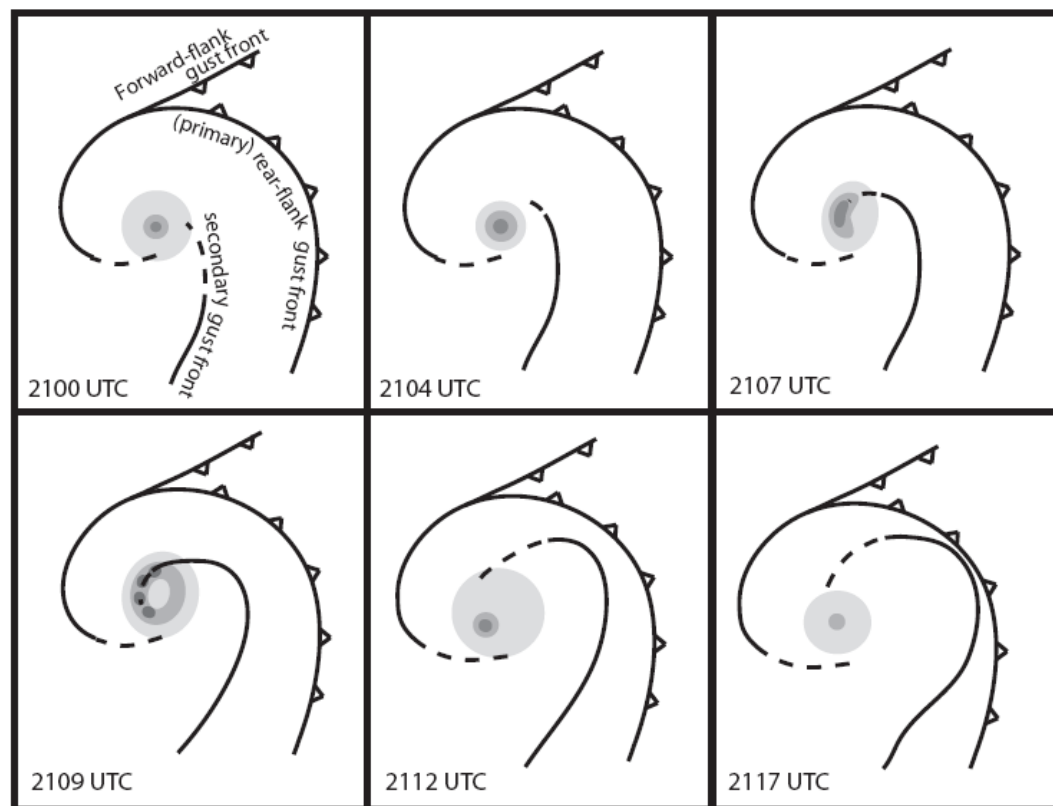 Forward-flank
gust front
(primary) rear-flank gust front
secondary gust front
2100 UTC
2104 UTC
2107 UTC
2109 UTC
2112 UTC
2117 UTC